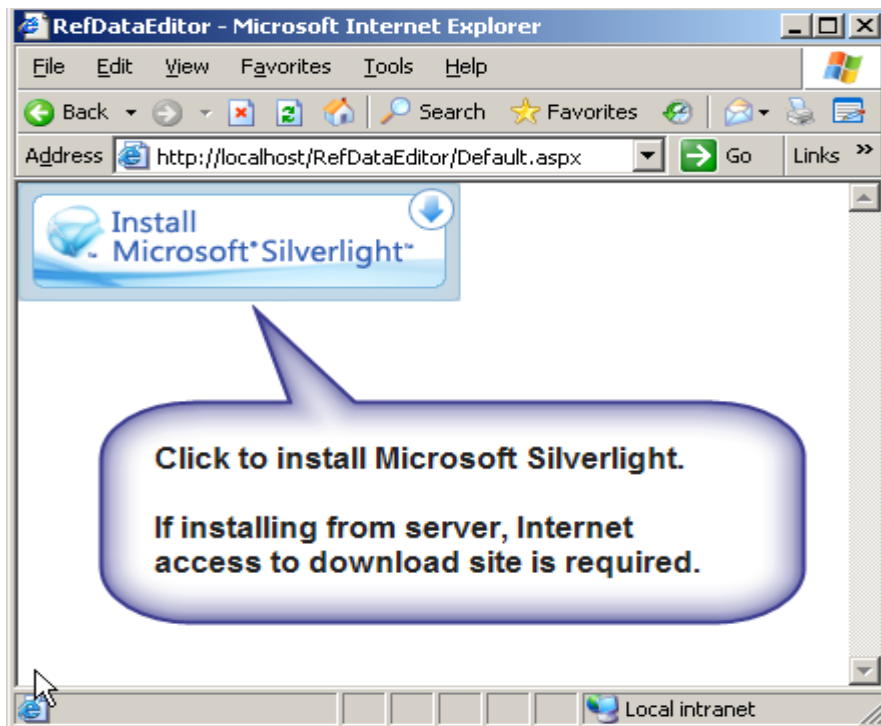 RefDataEditor - Microsoft Internet Explorer
File Edit View Favorites Tools Help
Back Search Favorites
Address http://localhost/RefDataEditor/Default.aspx Go Links »
Install
Microsoft® Silverlight™
Click to install Microsoft Silverlight.
If installing from server, Internet
access to download site is required.
Local intranet